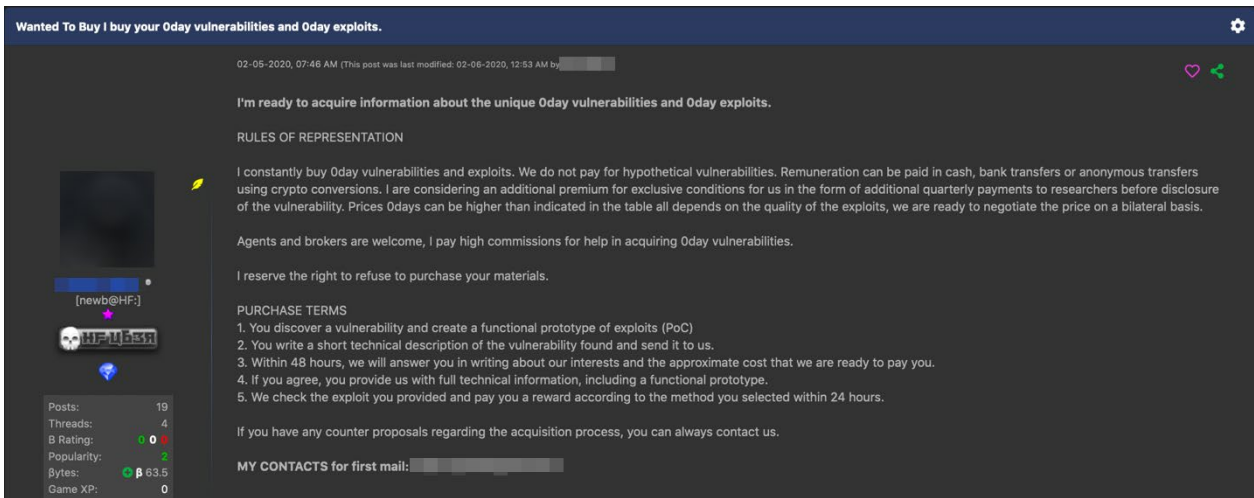 Wanted To Buy I buy your 0day vulnerabilities and 0day exploits.
02-05-2020, 07:46 AM (This post was last modified: 02-06-2020, 12:53 AM by
I'm ready to acquire information about the unique 0day vulnerabilities and 0day exploits.
RULES OF REPRESENTATION
I constantly buy 0day vulnerabilities and exploits. We do not pay for hypothetical vulnerabilities. Remuneration can be paid in cash, bank transfers or anonymous transfers
using crypto conversions. I are considering an additional premium for exclusive conditions for us in the form of additional quarterly payments to researchers before disclosure
of the vulnerability. Prices 0days can be higher than indicated in the table all depends on the quality of the exploits, we are ready to negotiate the price on a bilateral basis.
Agents and brokers are welcome, I pay high commissions for help in acquiring 0day vulnerabilities.
I reserve the right to refuse to purchase your materials.
PURCHASE TERMS
1. You discover a vulnerability and create a functional prototype of exploits (PoC)
2. You write a short technical description of the vulnerability found and send it to us.
3. Within 48 hours, we will answer you in writing about our interests and the approximate cost that we are ready to pay you.
4. If you agree, you provide us with full technical information, including a functional prototype.
5. We check the exploit you provided and pay you a reward according to the method you selected within 24 hours.
If you have any counter proposals regarding the acquisition process, you can always contact us.
MY CONTACTS for first mail:
[newb@HF:]
Posts: 19
Threads: 4
B Rating: 0 0 0
Popularity: 2
βytes: β 63.5
Game XP: 0